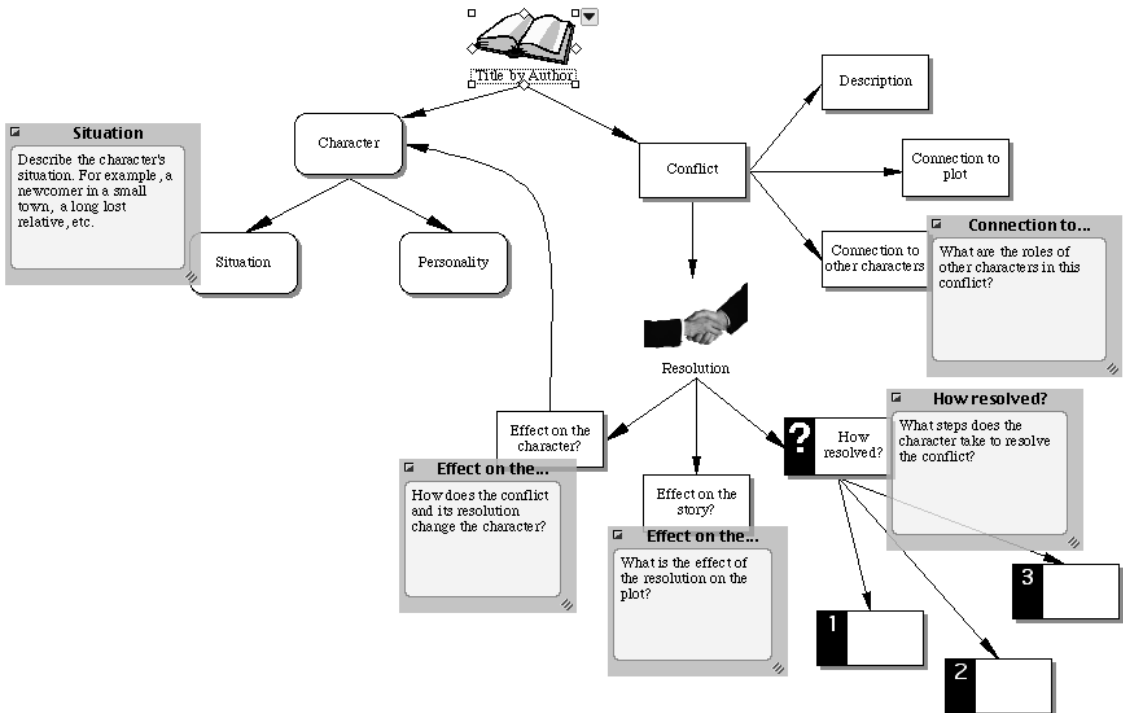 Title by Author
Description
Situation
Describe the character's
situation. For example, a
newcomer in a small
town, a long lost
relative, etc.
Character
Conflict
Connection to
plot
Situation
Personality
Connection to
other characters
Connection to...
What are the roles of
other characters in this
conflict?
Resolution
Effect on the
character?
Effect on the...
How does the conflict
and its resolution
change the character?
Effect on the
story?
Effect on the...
What is the effect of
the resolution on the
plot?
?
How
resolved?
How resolved?
What steps does the
character take to resolve
the conflict?
1
2
3